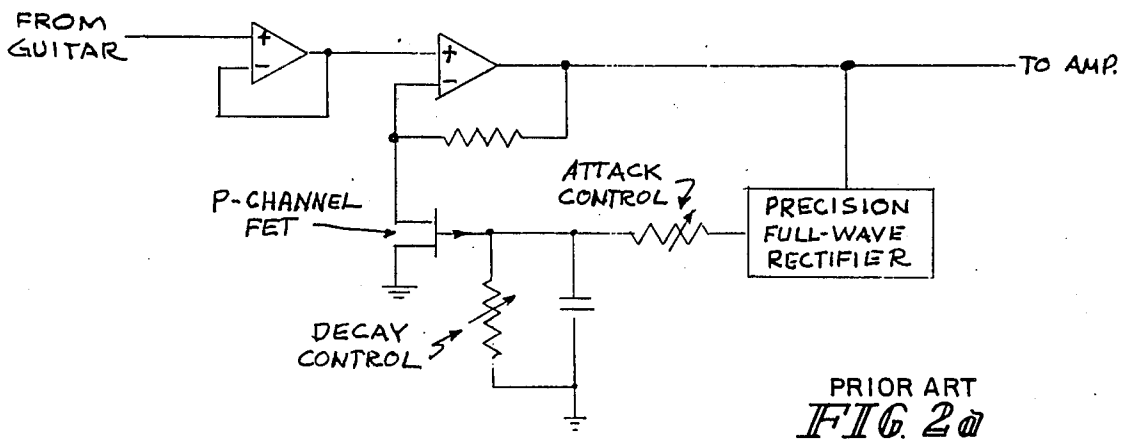 FROM
GUITAR
+
-
+
-
TO AMP.
ATTACK
CONTROL
P-CHANNEL
FET
PRECISION
FULL-WAVE
RECTIFIER
DECAY
CONTROL
PRIOR ART
FIG. 2a